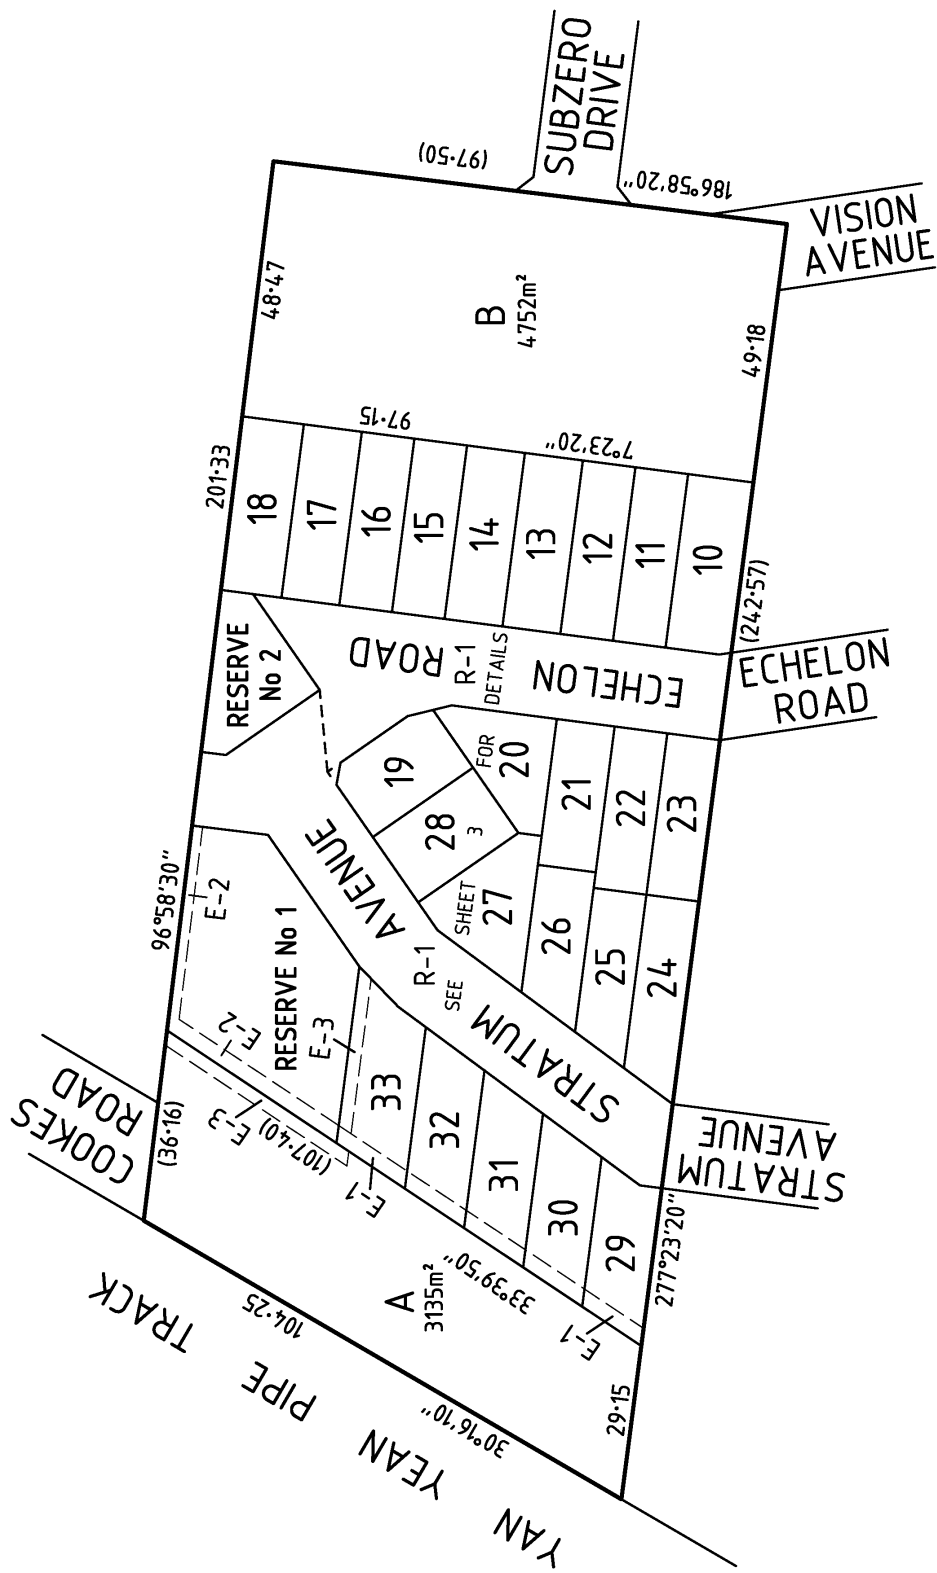 SUBZERO
DRIVE
(97·50)
186°58'20"
VISION
AVENUE
48·47
B
4752m²
49·18
97·15
7°23'20"
201·33
18
17
16
15
14
13
12
11
10
(242·57)
RESERVE
No 2
ECHELON ROAD
R-1
DETAILS
ECHELON
ROAD
19
FOR
20
21
22
23
28
3
SHEET
27
26
25
24
STRATUM AVENUE
R-1
SEE
96°58'30"
E-2
RESERVE No 1
E-2
E-3
33
32
31
30
29
COOKES
ROAD
(36·16)
E-3
(107·40)
E-1
STRATUM
AVENUE
277°23'20"
A
3135m²
33°39'50"
E-1
104·25
30°16'10"
29·15
YAN YEAN PIPE TRACK